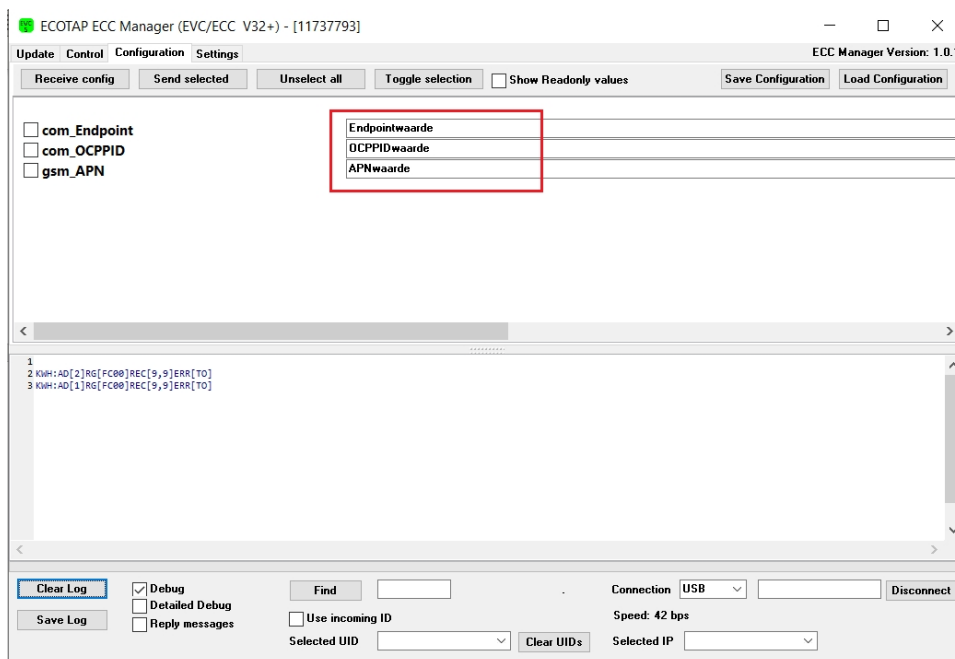 ECOTAP ECC Manager (EVC/ECC V32+) - [11737793]
Update Control Configuration Settings ECC Manager Version: 1.0.
Receive config Send selected Unselect all Toggle selection Show Readonly values Save Configuration Load Configuration
com_Endpoint Endpointwaarde
com_OCPPID OCPPIDwaarde
gsm_APN APNwaarde
1
2 KWH:AD[2]RG[FC00]REC[9,9]ERR[TO]
3 KWH:AD[1]RG[FC00]REC[9,9]ERR[TO]
Clear Log Debug Find . Connection USB Disconnect
Detailed Debug
Save Log Reply messages Use incoming ID Speed: 42 bps
Selected UID Clear UIDs Selected IP